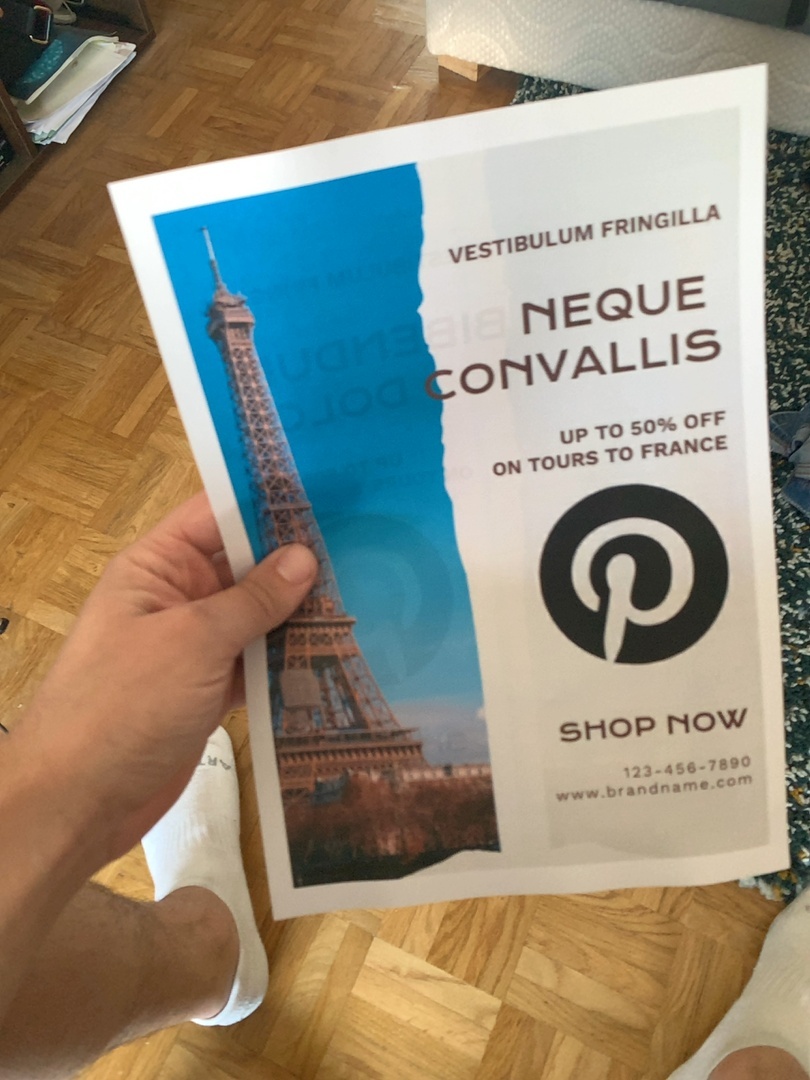 VESTIBULUM FRINGILLA
NEQUE
CONVALLIS
UP TO 50% OFF
ON TOURS TO FRANCE
SHOP NOW
123-456-7890
www.brandname.com